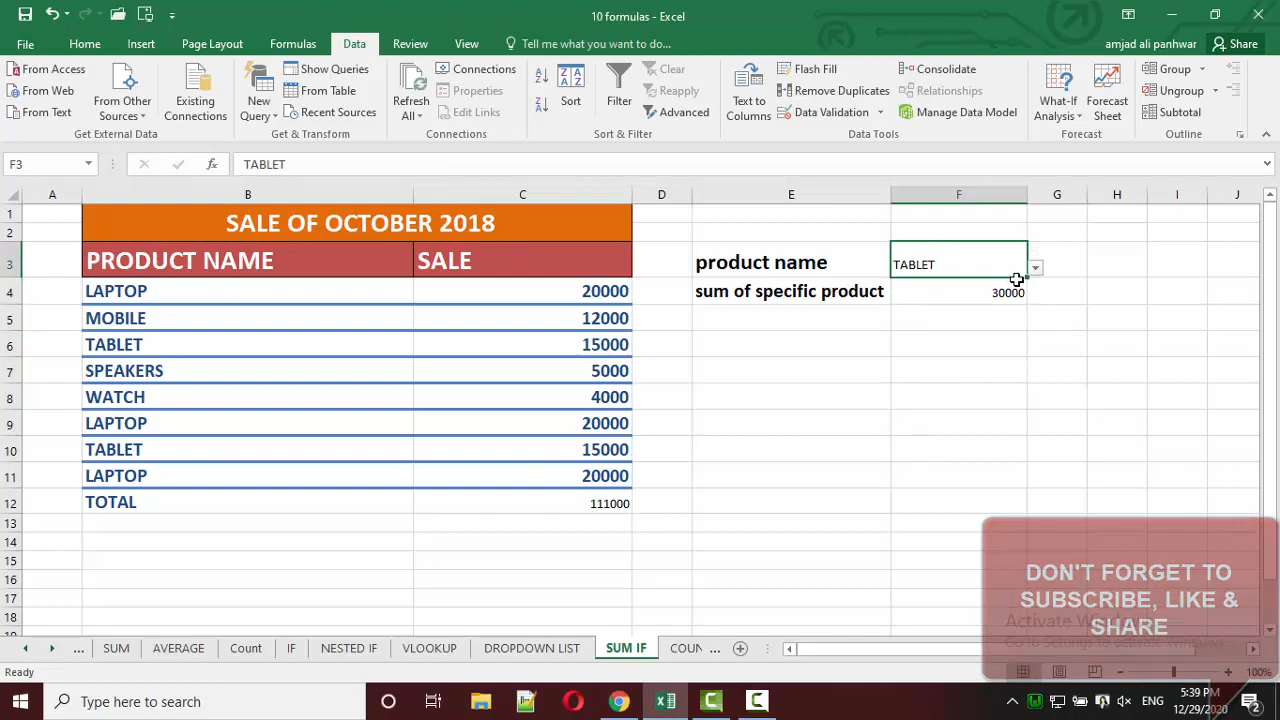 10 formulas - Excel
File Home Insert Page Layout Formulas Data Review View Tell me what you want to do... amjad ali panhwar Share
From Access
From Web
From Text
From Other Sources
Existing Connections
Get External Data
New Query
Show Queries
From Table
Recent Sources
Get & Transform
Refresh All
Connections
Properties
Edit Links
Connections
Sort
Filter
Clear
Reapply
Advanced
Sort & Filter
Text to Columns
Flash Fill
Remove Duplicates
Data Validation
Consolidate
Relationships
Manage Data Model
Data Tools
What-If Analysis
Forecast Sheet
Forecast
Group
Ungroup
Subtotal
Outline
F3 fx TABLET
A B C D E F G H I J
1
2 SALE OF OCTOBER 2018
3 PRODUCT NAME SALE product name TABLET
4 LAPTOP 20000 sum of specific product 30000
5 MOBILE 12000
6 TABLET 15000
7 SPEAKERS 5000
8 WATCH 4000
9 LAPTOP 20000
10 TABLET 15000
11 LAPTOP 20000
12 TOTAL 111000
13
14
15
16
17
18
DON'T FORGET TO
SUBSCRIBE, LIKE &
SHARE
... SUM AVERAGE Count IF NESTED IF VLOOKUP DROPDOWN LIST SUM IF COUN ...
Ready 100%
Type here to search
ENG
5:39 PM
12/29/2020
2